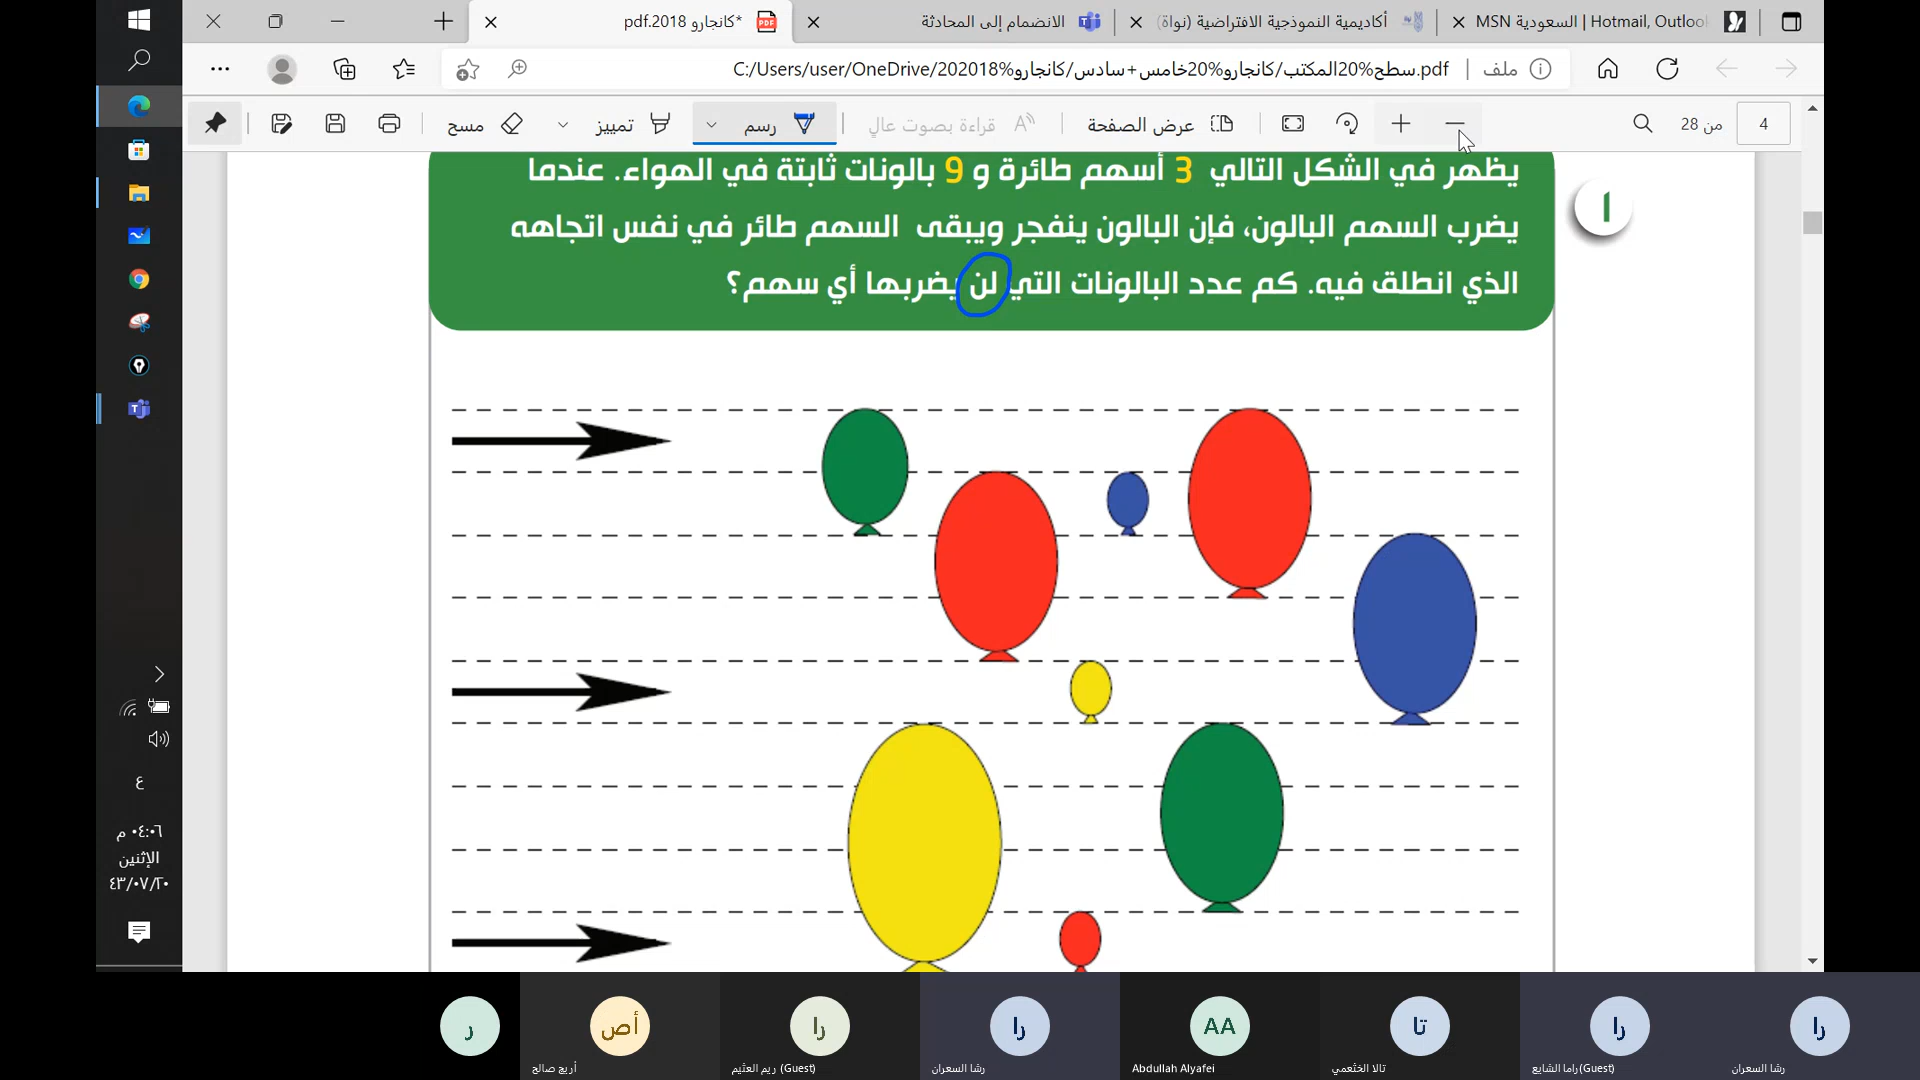 السعودية MSN | Hotmail, Outloo
أكاديمية النموذجية الافتراضية (نواة)
الانضمام إلى المحادثة
*كانجارو 2018.pdf
ملف
C:/Users/user/OneDrive/سطح%20المكتب/كانجارو%20خامس+سادس/كانجارو%202018.pdf
4
من 28
عرض الصفحة
قراءة بصوت عالٍ
رسم
تمييز
مسح
1
يظهر في الشكل التالي 3 أسهم طائرة و 9 بالونات ثابتة في الهواء. عندما
يضرب السهم البالون، فإن البالون ينفجر ويبقى السهم طائر في نفس اتجاهه
الذي انطلق فيه. كم عدد البالونات التي لن يضربها أي سهم؟
ع
٠٤:٠٦ م
الإثنين
٤٣/٠٧/٢٠
ر
أص
أريج صالح
را
ريم العثيم (Guest)
را
رشا السعران
AA
Abdullah Alyafei
تا
تالا الخثعمي
را
راما الشايع (Guest)
را
رشا السعران